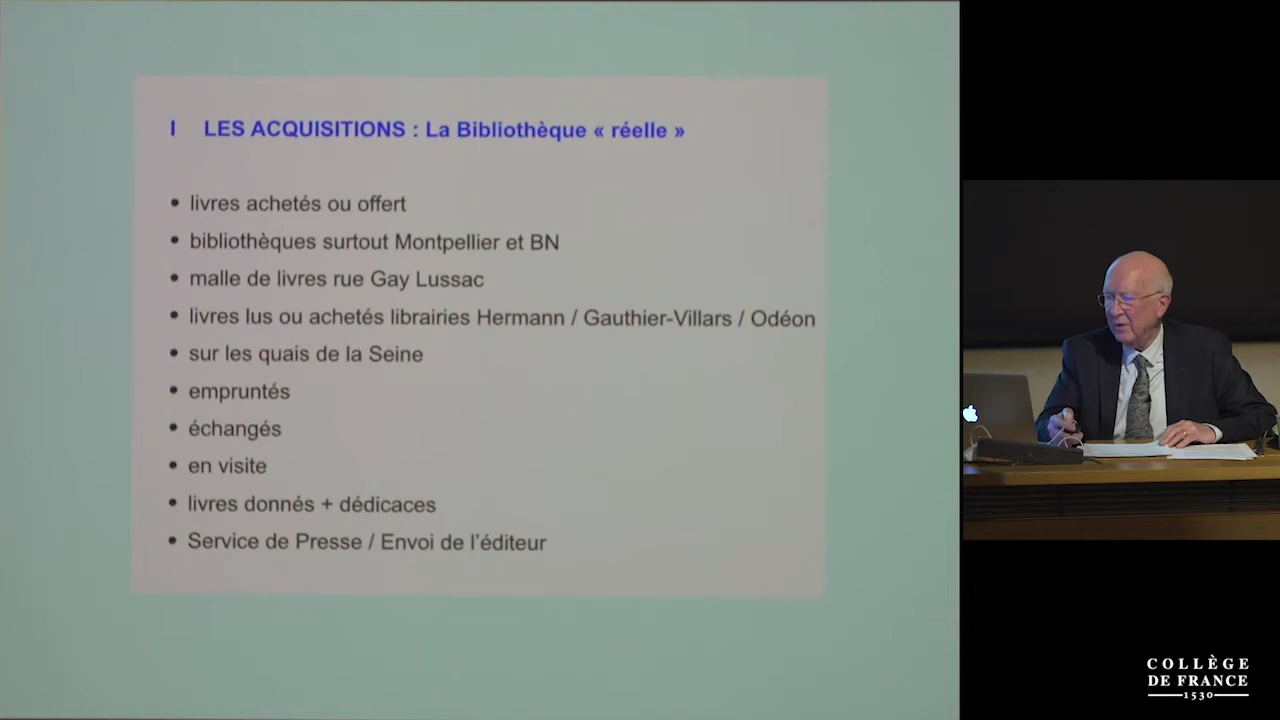 I LES ACQUISITIONS : La Bibliothèque « réelle »
• livres achetés ou offert
• bibliothèques surtout Montpellier et BN
• malle de livres rue Gay Lussac
• livres lus ou achetés librairies Hermann / Gauthier-Villars / Odéon
• sur les quais de la Seine
• empruntés
• échangés
• en visite
• livres donnés + dédicaces
• Service de Presse / Envoi de l'éditeur
COLLÈGE
DE FRANCE
1530